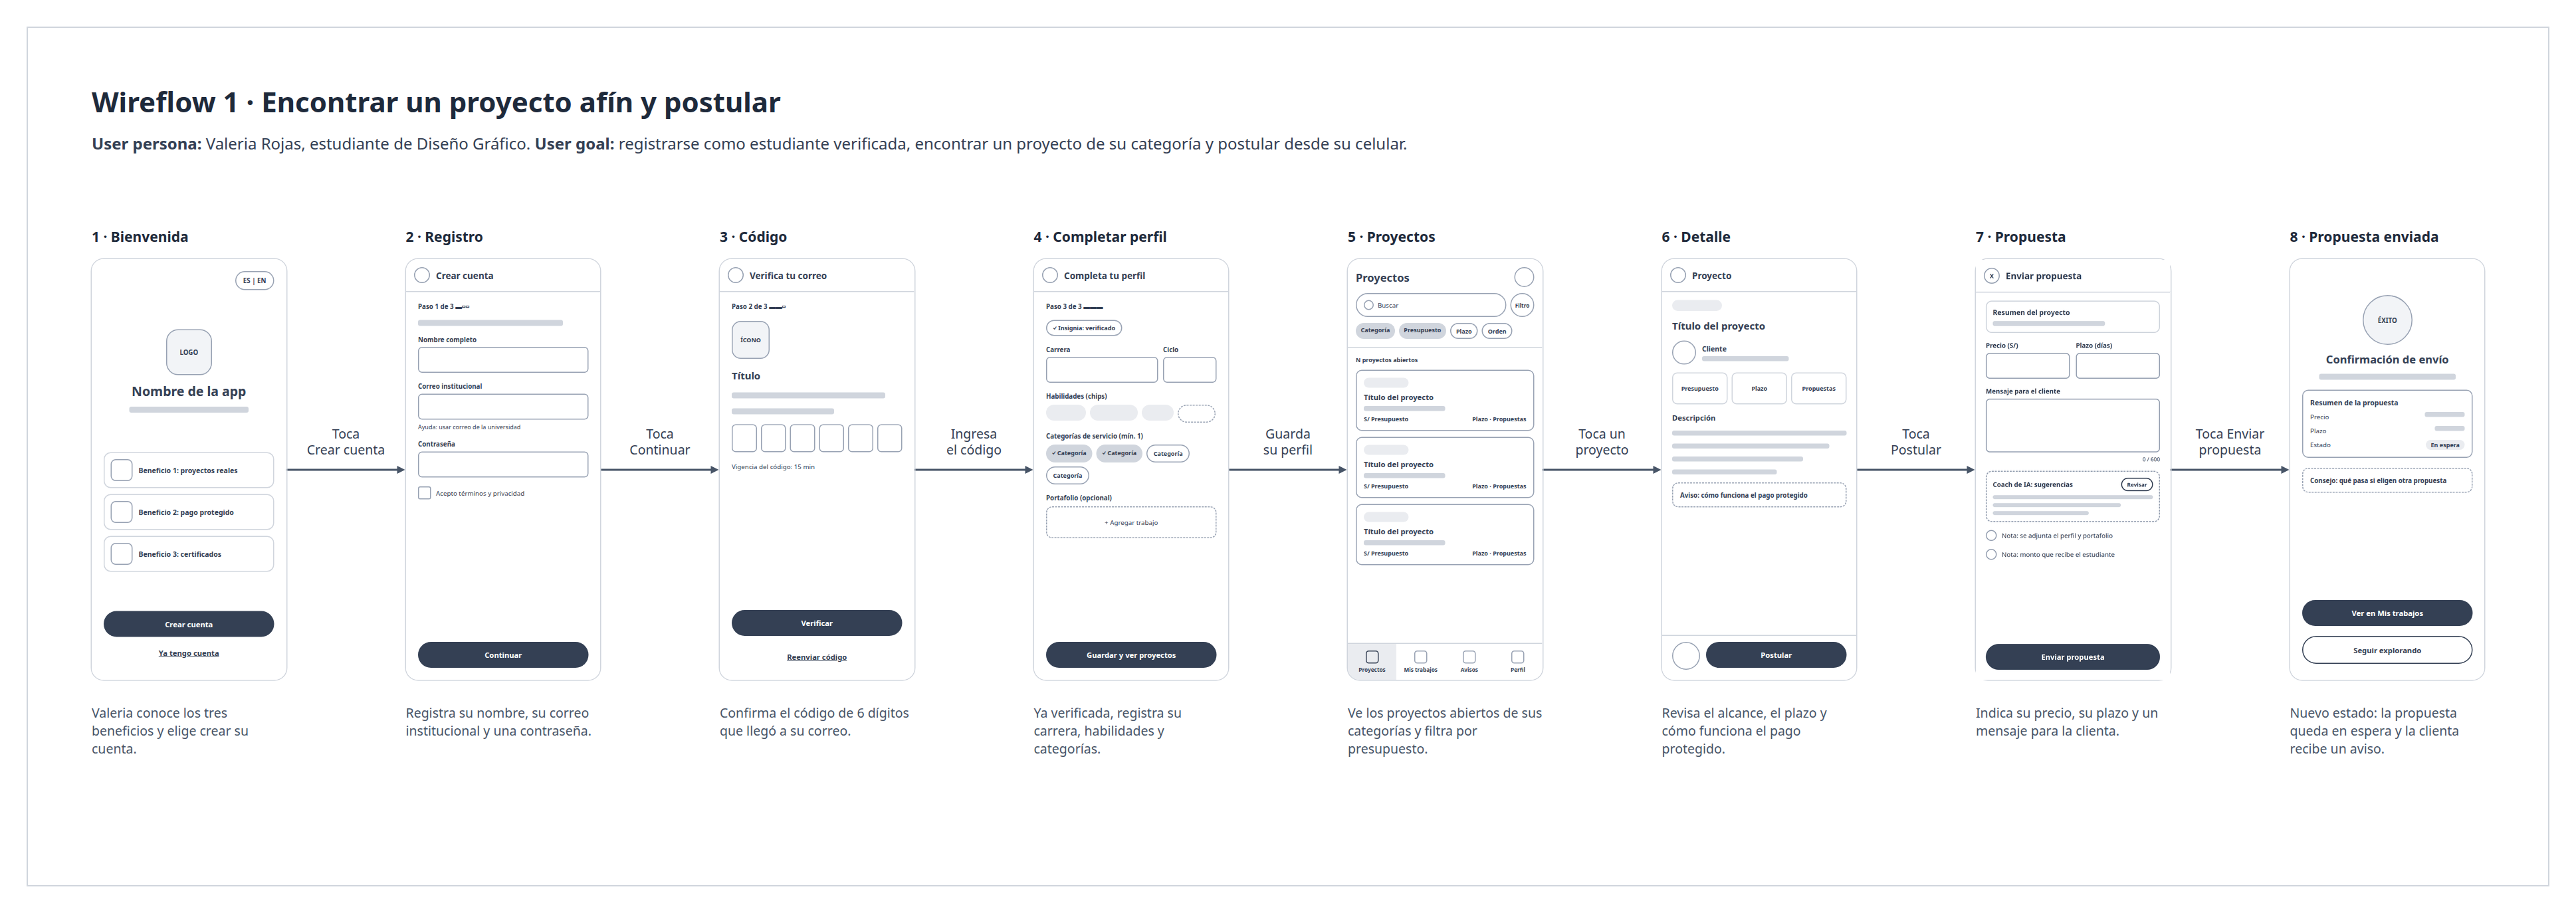 Wireflow 1 · Encontrar un proyecto afín y postular
User persona: Valeria Rojas, estudiante de Diseño Gráfico. User goal: registrarse como estudiante verificada, encontrar un proyecto de su categoría y postular desde su celular.
1 · Bienvenida
ES | EN
LOGO
Nombre de la app
Beneficio 1: proyectos reales
Beneficio 2: pago protegido
Beneficio 3: certificados
Crear cuenta
Ya tengo cuenta
Valeria conoce los tres
beneficios y elige crear su
cuenta.
Toca
Crear cuenta
2 · Registro
Crear cuenta
Paso 1 de 3
Nombre completo
Correo institucional
Ayuda: usar correo de la universidad
Contraseña
Acepto términos y privacidad
Continuar
Registra su nombre, su correo
institucional y una contraseña.
Toca
Continuar
3 · Código
Verifica tu correo
Paso 2 de 3
ÍCONO
Título
Vigencia del código: 15 min
Verificar
Reenviar código
Confirma el código de 6 dígitos
que llegó a su correo.
Ingresa
el código
4 · Completar perfil
Completa tu perfil
Paso 3 de 3
✓ Insignia: verificado
Carrera Ciclo
Habilidades (chips)
Categorías de servicio (mín. 1)
✓ Categoría ✓ Categoría Categoría
Categoría
Portafolio (opcional)
+ Agregar trabajo
Guardar y ver proyectos
Ya verificada, registra su
carrera, habilidades y
categorías.
Guarda
su perfil
5 · Proyectos
Proyectos
Buscar Filtro
Categoría Presupuesto Plazo Orden
N proyectos abiertos
Título del proyecto
S/ Presupuesto Plazo · Propuestas
Título del proyecto
S/ Presupuesto Plazo · Propuestas
Título del proyecto
S/ Presupuesto Plazo · Propuestas
Proyectos Mis trabajos Avisos Perfil
Ve los proyectos abiertos de sus
categorías y filtra por
presupuesto.
Toca un
proyecto
6 · Detalle
Proyecto
Título del proyecto
Cliente
Presupuesto Plazo Propuestas
Descripción
Aviso: cómo funciona el pago protegido
Postular
Revisa el alcance, el plazo y
cómo funciona el pago
protegido.
Toca
Postular
7 · Propuesta
X Enviar propuesta
Resumen del proyecto
Precio (S/) Plazo (días)
Mensaje para el cliente
0 / 600
Coach de IA: sugerencias Revisar
Nota: se adjunta el perfil y portafolio
Nota: monto que recibe el estudiante
Enviar propuesta
Indica su precio, su plazo y un
mensaje para la clienta.
Toca Enviar
propuesta
8 · Propuesta enviada
ÉXITO
Confirmación de envío
Resumen de la propuesta
Precio
Plazo
Estado En espera
Consejo: qué pasa si eligen otra propuesta
Ver en Mis trabajos
Seguir explorando
Nuevo estado: la propuesta
queda en espera y la clienta
recibe un aviso.